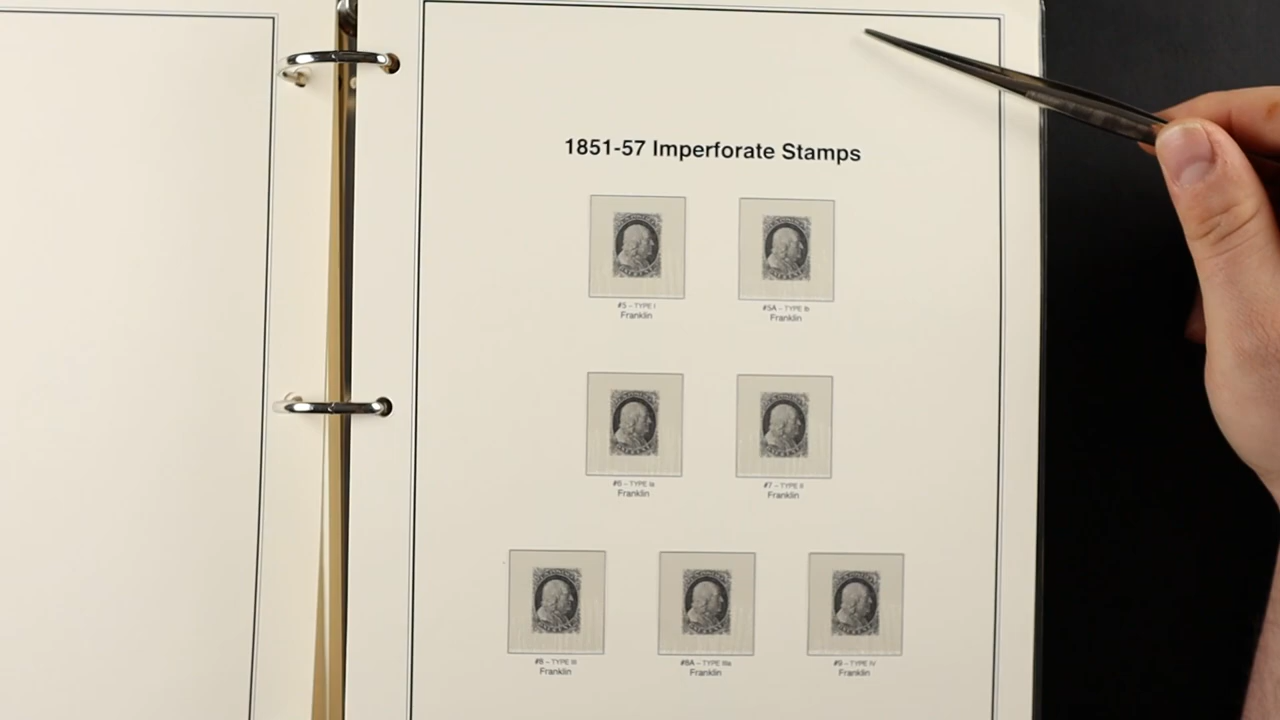 1851-57 Imperforate Stamps
#5 – TYPE I
#5A – TYPE Ib
Franklin
Franklin
#6 – TYPE Ia
#7 – TYPE II
Franklin
Franklin
#8 – TYPE III
#8A – TYPE IIIa
#9 – TYPE IV
Franklin
Franklin
Franklin